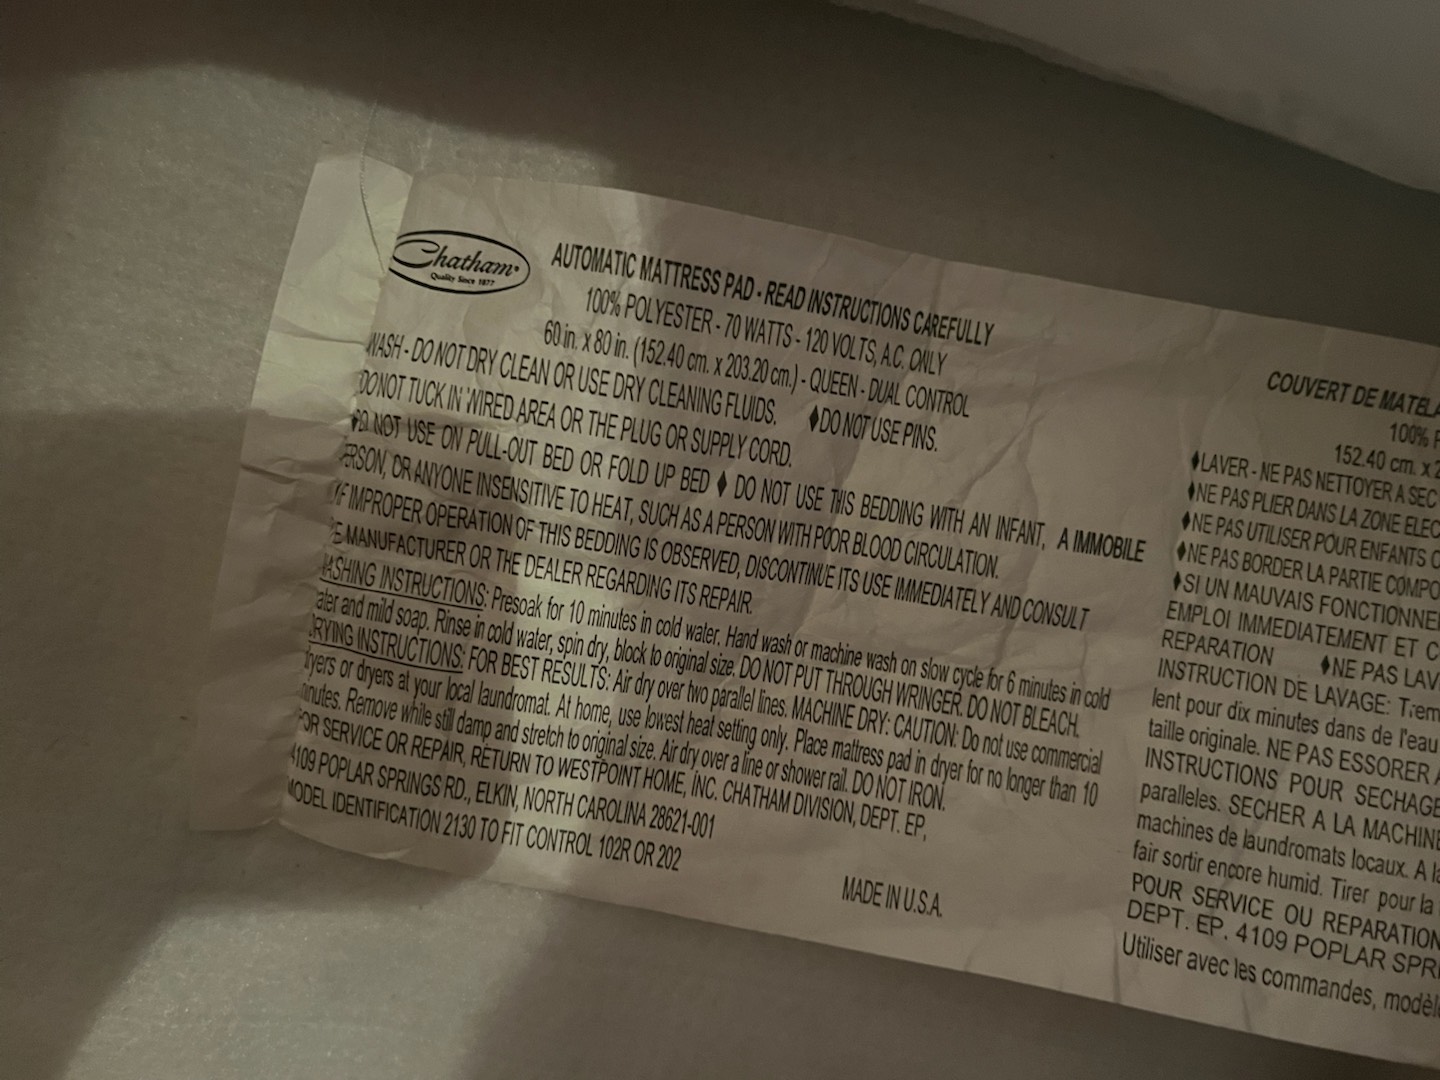 Chatham®
Quality Since 1877
AUTOMATIC MATTRESS PAD - READ INSTRUCTIONS CAREFULLY
100% POLYESTER - 70 WATTS - 120 VOLTS, A.C. ONLY
60 in. x 80 in. (152.40 cm. x 203.20 cm.) - QUEEN - DUAL CONTROL
WASH - DO NOT DRY CLEAN OR USE DRY CLEANING FLUIDS. ♦DO NOT USE PINS.
DO NOT TUCK IN WIRED AREA OR THE PLUG OR SUPPLY CORD.
♦DO NOT USE ON PULL-OUT BED OR FOLD UP BED ♦ DO NOT USE THIS BEDDING WITH AN INFANT, A IMMOBILE
PERSON, OR ANYONE INSENSITIVE TO HEAT, SUCH AS A PERSON WITH POOR BLOOD CIRCULATION.
IF IMPROPER OPERATION OF THIS BEDDING IS OBSERVED, DISCONTINUE ITS USE IMMEDIATELY AND CONSULT
MANUFACTURER OR THE DEALER REGARDING ITS REPAIR.
WASHING INSTRUCTIONS: Presoak for 10 minutes in cold water. Hand wash or machine wash on slow cycle for 6 minutes in cold
water and mild soap. Rinse in cold water, spin dry, block to original size. DO NOT PUT THROUGH WRINGER. DO NOT BLEACH.
DRYING INSTRUCTIONS: FOR BEST RESULTS: Air dry over two parallel lines. MACHINE DRY: CAUTION: Do not use commercial
dryers or dryers at your local laundromat. At home, use lowest heat setting only. Place mattress pad in dryer for no longer than 10
minutes. Remove while still damp and stretch to original size. Air dry over a line or shower rail. DO NOT IRON.
FOR SERVICE OR REPAIR, RETURN TO WESTPOINT HOME, INC. CHATHAM DIVISION, DEPT. EP,
4109 POPLAR SPRINGS RD., ELKIN, NORTH CAROLINA 28621-001
MODEL IDENTIFICATION 2130 TO FIT CONTROL 102R OR 202
MADE IN U.S.A.
COUVERT DE MATELA
100% P
152.40 cm. x 2
♦LAVER - NE PAS NETTOYER A SEC
♦NE PAS PLIER DANS LA ZONE ELEC
♦NE PAS UTILISER POUR ENFANTS O
♦NE PAS BORDER LA PARTIE COMPO
♦SI UN MAUVAIS FONCTIONNE
EMPLOI IMMEDIATEMENT ET C
REPARATION ♦NE PAS LAV
INSTRUCTION DE LAVAGE: Trem
lent pour dix minutes dans de l'eau
taille originale. NE PAS ESSORER A
INSTRUCTIONS POUR SECHAGE
paralleles. SECHER A LA MACHINE
machines de laundromats locaux. A la
fair sortir encore humid. Tirer pour la
POUR SERVICE OU REPARATION
DEPT. EP. 4109 POPLAR SPRI
Utiliser avec les commandes, modèl